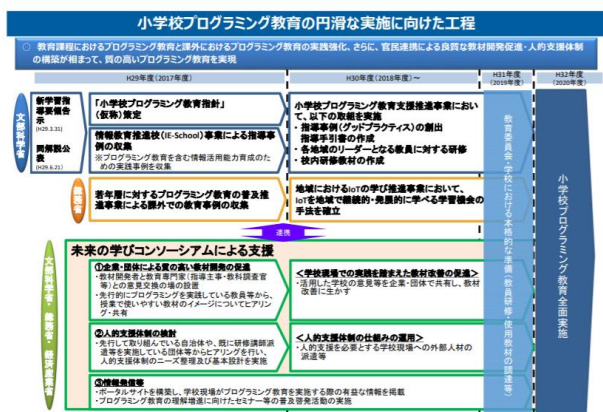 小学校プログラミング教育の円滑な実施に向けた工程
○ 教育課程におけるプログラミング教育と課外におけるプログラミング教育の実践強化、さらに、官民連携による良質な教材開発促進・人的支援体制
の構築が相まって、質の高いプログラミング教育を実現
H29年度(2017年度)
H30年度(2018年度)～
H31年度
(2019年度)
H32年度
(2020年度)
文部科学省
新学習指
導要領告
示
(H29.3.31)
同解説公
表
(H29.6.21)
「小学校プログラミング教育指針」
(仮称)策定
情報教育推進校(IE-School)事業による指導事
例の収集
※プログラミング教育を含む情報活用能力育成のた
めの実践事例を収集
小学校プログラミング教育支援推進事業にお
いて、以下の取組を実施
・指導事例(グッドプラクティス)の創出
指導手引書の作成
・各地域のリーダーとなる教員に対する研修
・校内研修教材の作成
総務省
若年層に対するプログラミング教育の普及推
進事業による課外での教育事例の収集
地域におけるIoTの学び推進事業において、
IoTを地域で継続的・発展的に学べる学習機会の
手法を確立
連携
文部科学省・総務省・経済産業省
未来の学びコンソーシアムによる支援
①企業・団体による質の高い教材開発の促進
・教材開発者と教育専門家(指導主事・教科調査官
等)との意見交換の場の設置
・先行的にプログラミングを実践している教員等から、
授業で使いやすい教材のイメージについてヒアリン
グ・共有
＜学校現場での実践を踏まえた教材改善の促進＞
・活用した学校の意見等を企業・団体で共有し、教材
改善に生かす
②人的支援体制の検討
・先行して取り組んでいる自治体や、既に研修講師派
遣等を実施している団体等からヒアリングを行い、
人的支援体制のニーズ整理及び基本設計を実施
＜人的支援体制の仕組みの運用＞
・人的支援を必要とする学校現場への外部人材の
派遣等
③情報発信等
・ポータルサイトを構築し、学校現場がプログラミング教育を実施する際の有益な情報を掲載
・プログラミング教育の理解増進に向けたセミナー等の普及啓発活動の実施
教育委員会・学校における本格的な準備(教員研修・使用教材の調達等)
小学校プログラミング教育全面実施